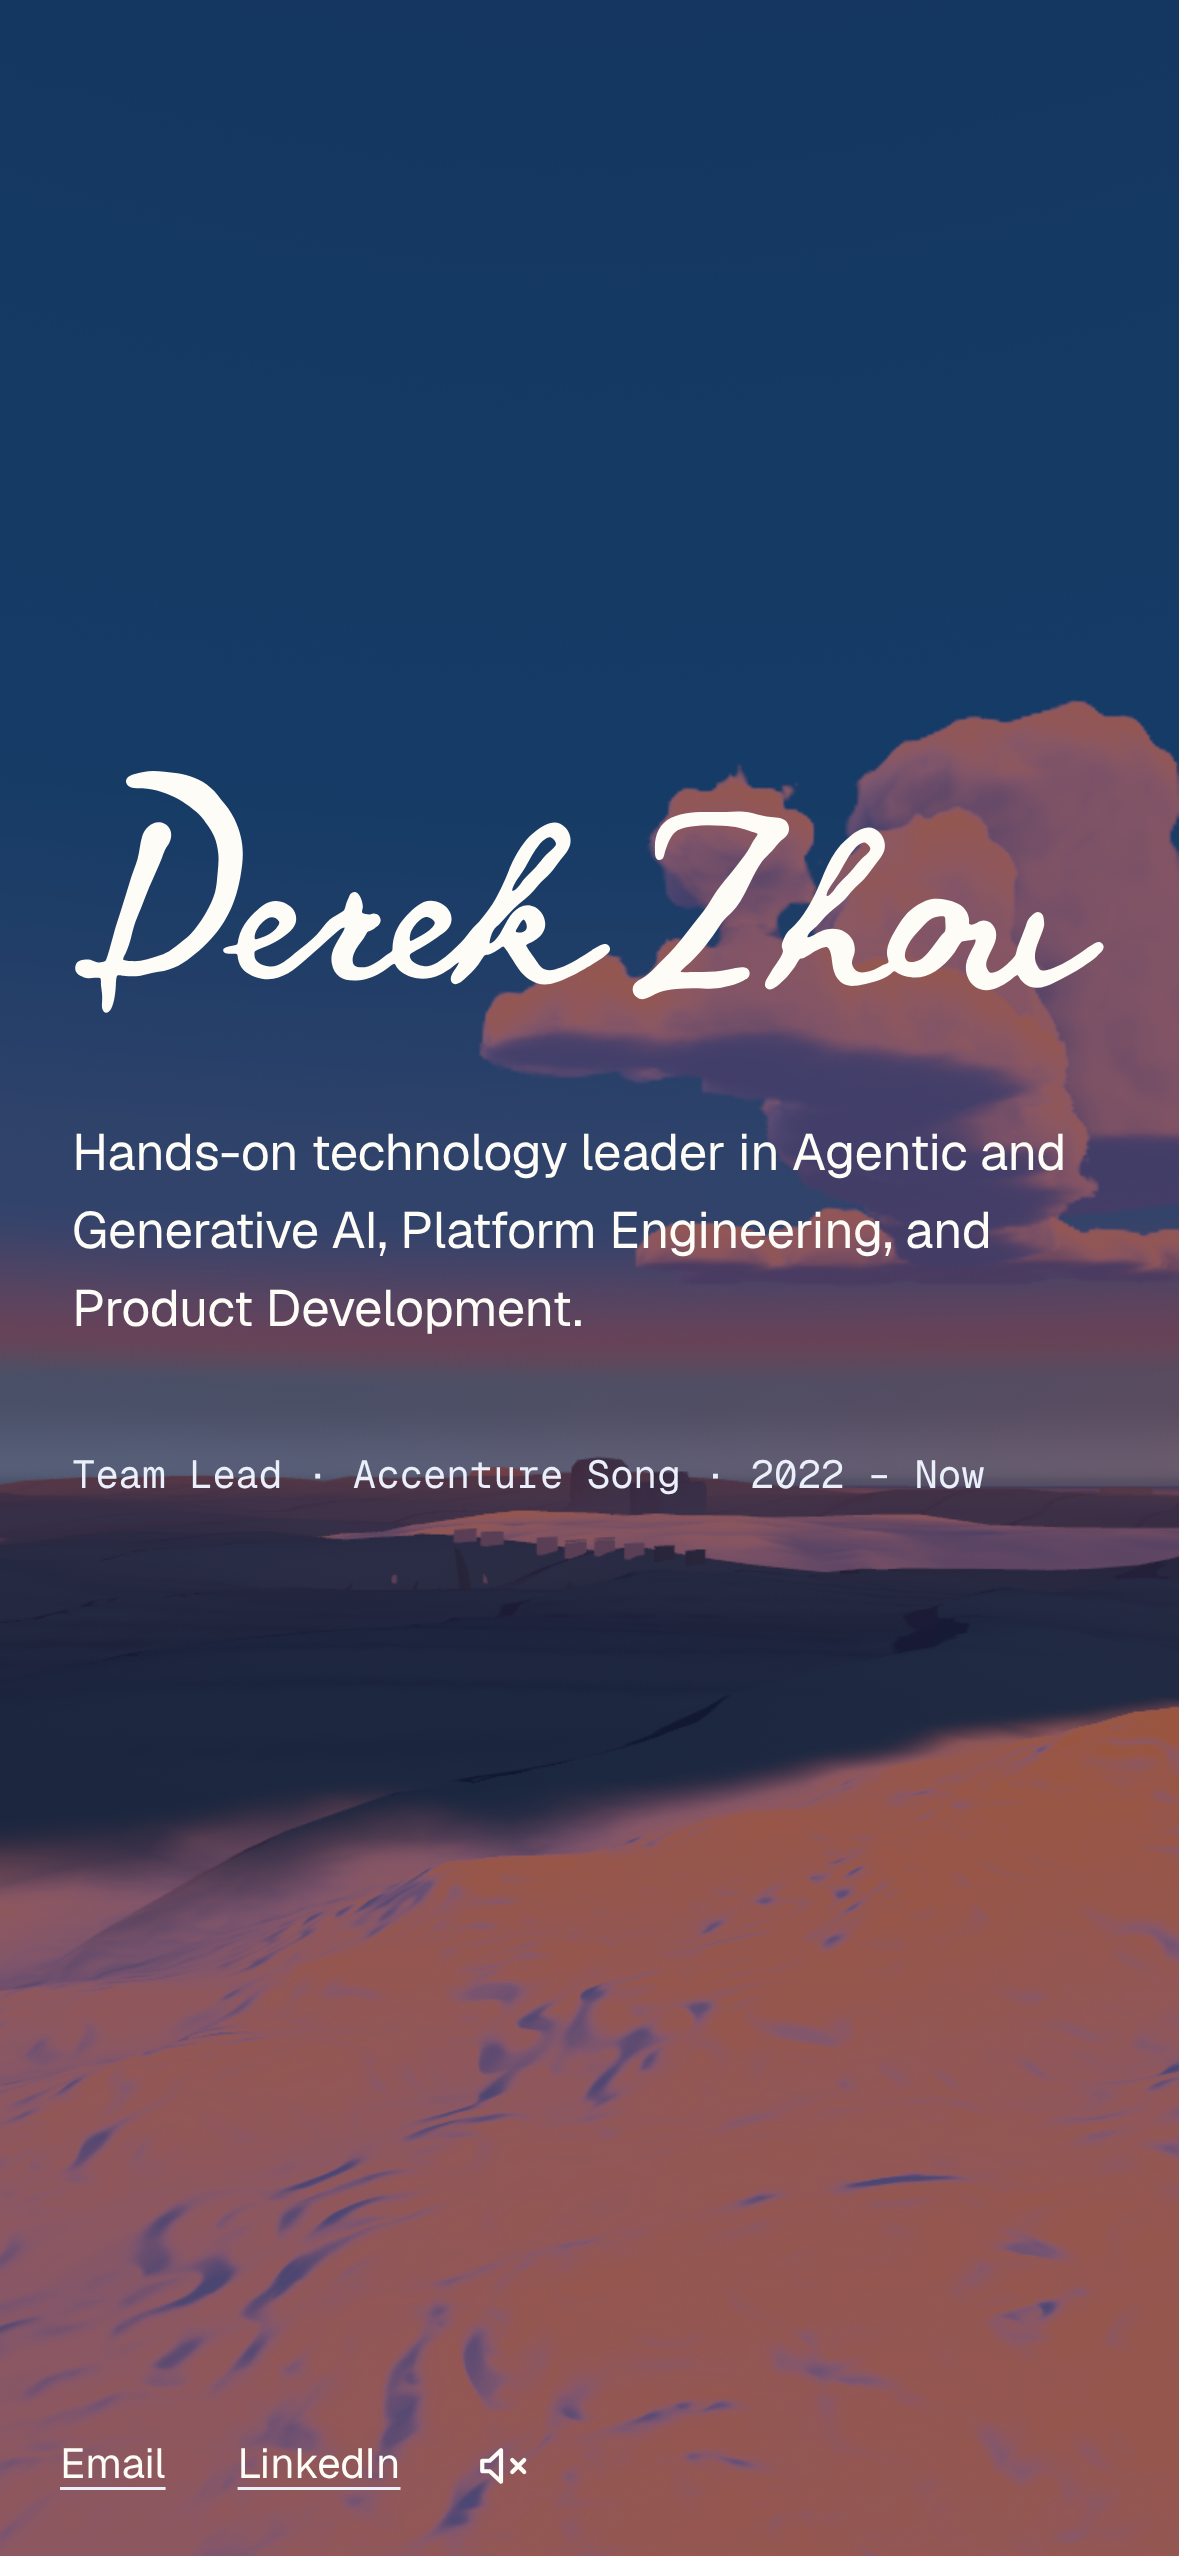 Derek Zhou
Hands-on technology leader in Agentic and
Generative AI, Platform Engineering, and
Product Development.
Team Lead · Accenture Song · 2022 – Now
Email LinkedIn